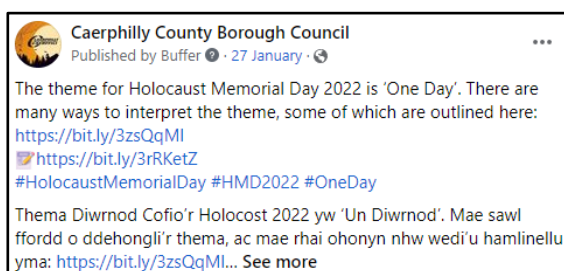 Caerphilly County Borough Council
Published by Buffer · 27 January ·
The theme for Holocaust Memorial Day 2022 is ‘One Day’. There are
many ways to interpret the theme, some of which are outlined here:
https://bit.ly/3zsQqMI
📝https://bit.ly/3rRKetZ
#HolocaustMemorialDay #HMD2022 #OneDay
Thema Diwrnod Cofio’r Holocost 2022 yw ‘Un Diwrnod’. Mae sawl
ffordd o ddehongli’r thema, ac mae rhai ohonyn nhw wedi’u hamlinellu
yma: https://bit.ly/3zsQqMI... See more